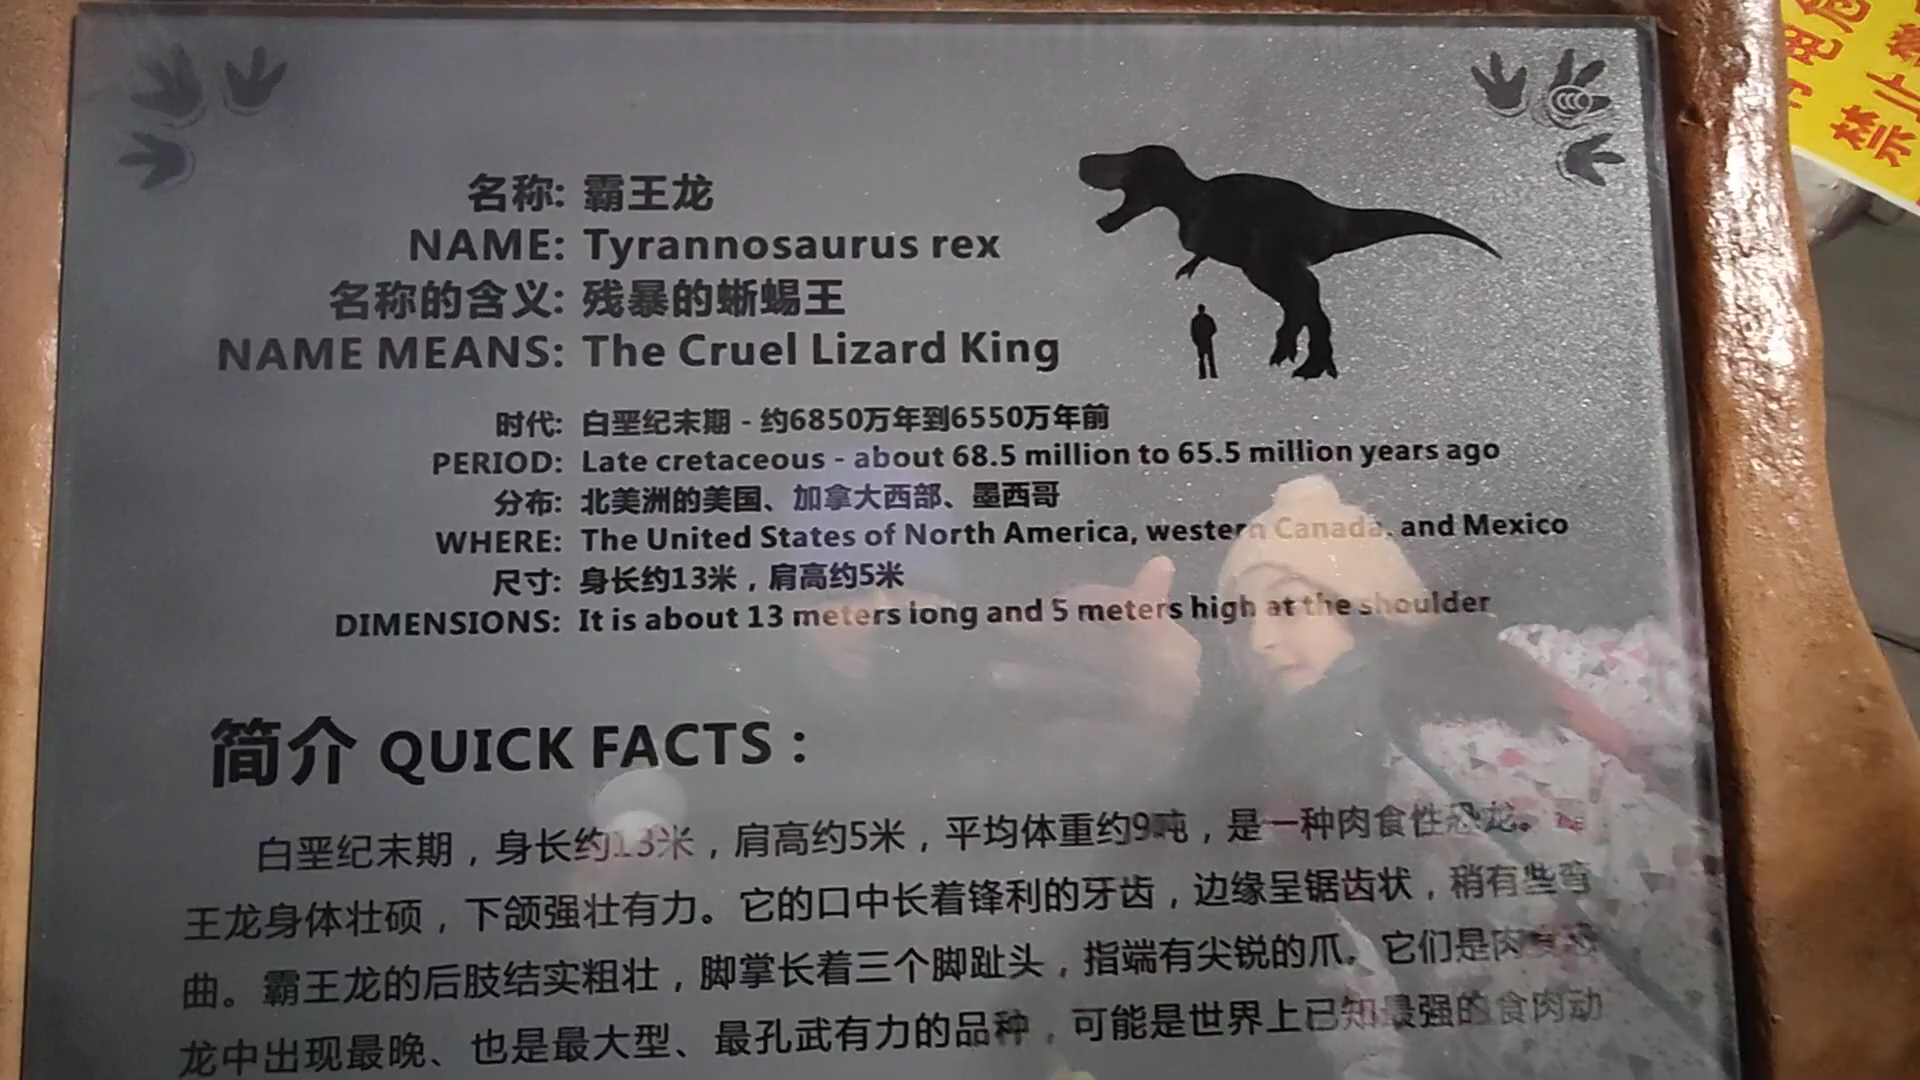 名称: 霸王龙
NAME: Tyrannosaurus rex
名称的含义: 残暴的蜥蜴王
NAME MEANS: The Cruel Lizard King
时代: 白垩纪末期 - 约6850万年到6550万年前
PERIOD: Late cretaceous - about 68.5 million to 65.5 million years ago
分布: 北美洲的美国、加拿大西部、墨西哥
WHERE: The United States of North America, western Canada, and Mexico
尺寸: 身长约13米，肩高约5米
DIMENSIONS: It is about 13 meters long and 5 meters high at the shoulder
简介 QUICK FACTS :
白垩纪末期，身长约13米，肩高约5米，平均体重约9吨，是一种肉食性恐龙。
王龙身体壮硕，下颌强壮有力。它的口中长着锋利的牙齿，边缘呈锯齿状，稍有些弯
曲。霸王龙的后肢结实粗壮，脚掌长着三个脚趾头，指端有尖锐的爪。它们是肉食恐
龙中出现最晚、也是最大型、最孔武有力的品种，可能是世界上已知最强的食肉动
禁止